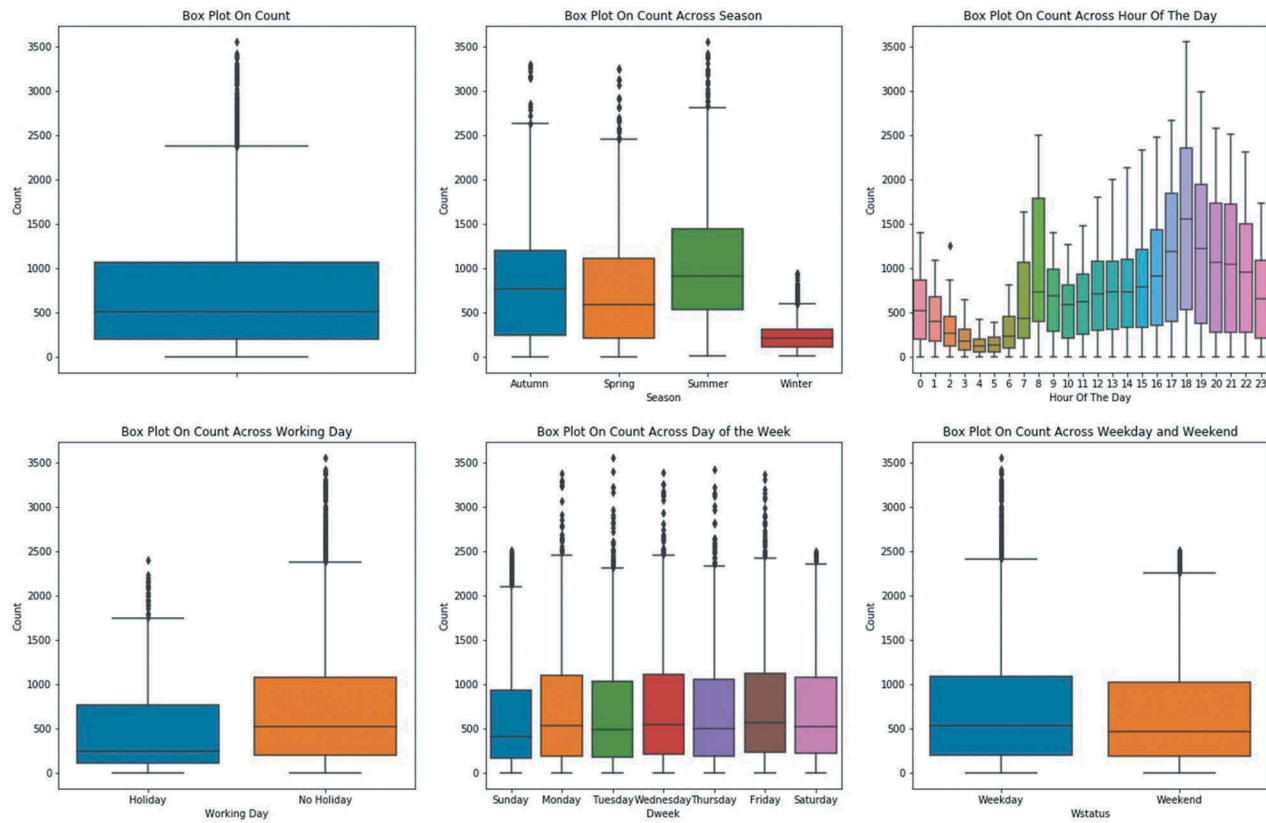 Box Plot On Count
3500
3000
2500
2000
1500
1000
500
0
Count
Box Plot On Count Across Season
3500
3000
2500
2000
1500
1000
500
0
Count
Autumn Spring Summer Winter
Season
Box Plot On Count Across Hour Of The Day
3500
3000
2500
2000
1500
1000
500
0
Count
0 1 2 3 4 5 6 7 8 9 10 11 12 13 14 15 16 17 18 19 20 21 22 23
Hour Of The Day
Box Plot On Count Across Working Day
3500
3000
2500
2000
1500
1000
500
0
Count
Holiday No Holiday
Working Day
Box Plot On Count Across Day of the Week
3500
3000
2500
2000
1500
1000
500
0
Count
Sunday Monday Tuesday Wednesday Thursday Friday Saturday
Dweek
Box Plot On Count Across Weekday and Weekend
3500
3000
2500
2000
1500
1000
500
0
Count
Weekday Weekend
Wstatus